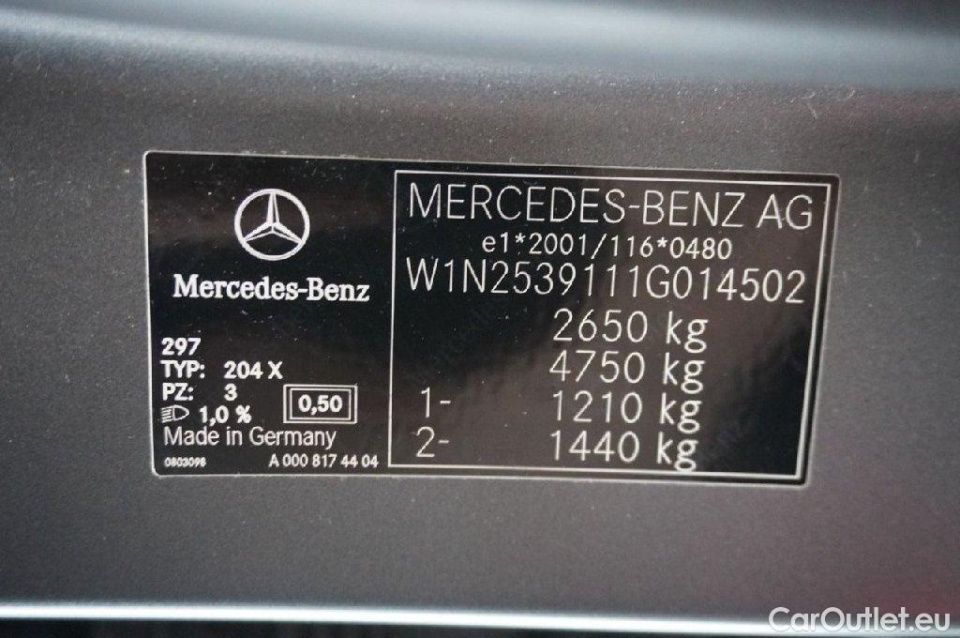 Mercedes-Benz
297
TYP: 204 X
PZ: 3
1,0 %
0,50
Made in Germany
0803098
A 000 817 44 04
MERCEDES-BENZ AG
e1*2001/116*0480
W1N2539111G014502
2650 kg
4750 kg
1- 1210 kg
2- 1440 kg
CarOutlet.eu